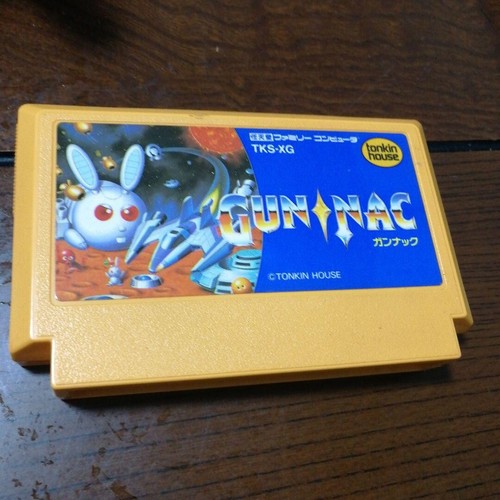 任天堂 ファミリー コンピュータ
TKS-XG
tonkin
house
GUN NAC
ガンナック
©TONKIN HOUSE